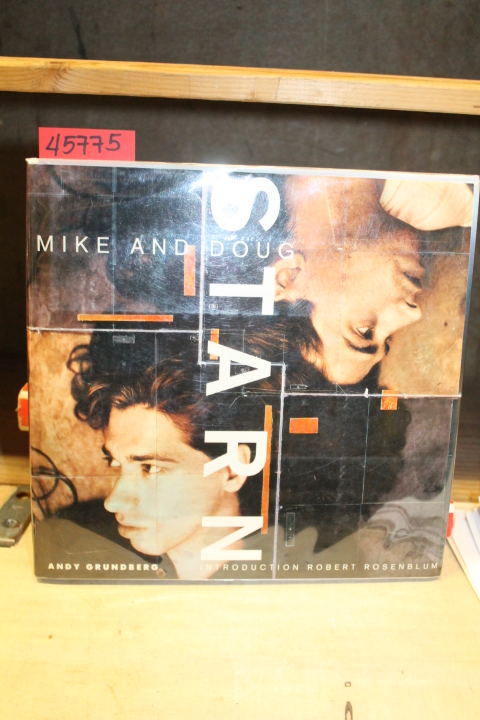 45775
MIKE AND DOUG
STARN
ANDY GRUNDBERG
INTRODUCTION ROBERT ROSENBLUM